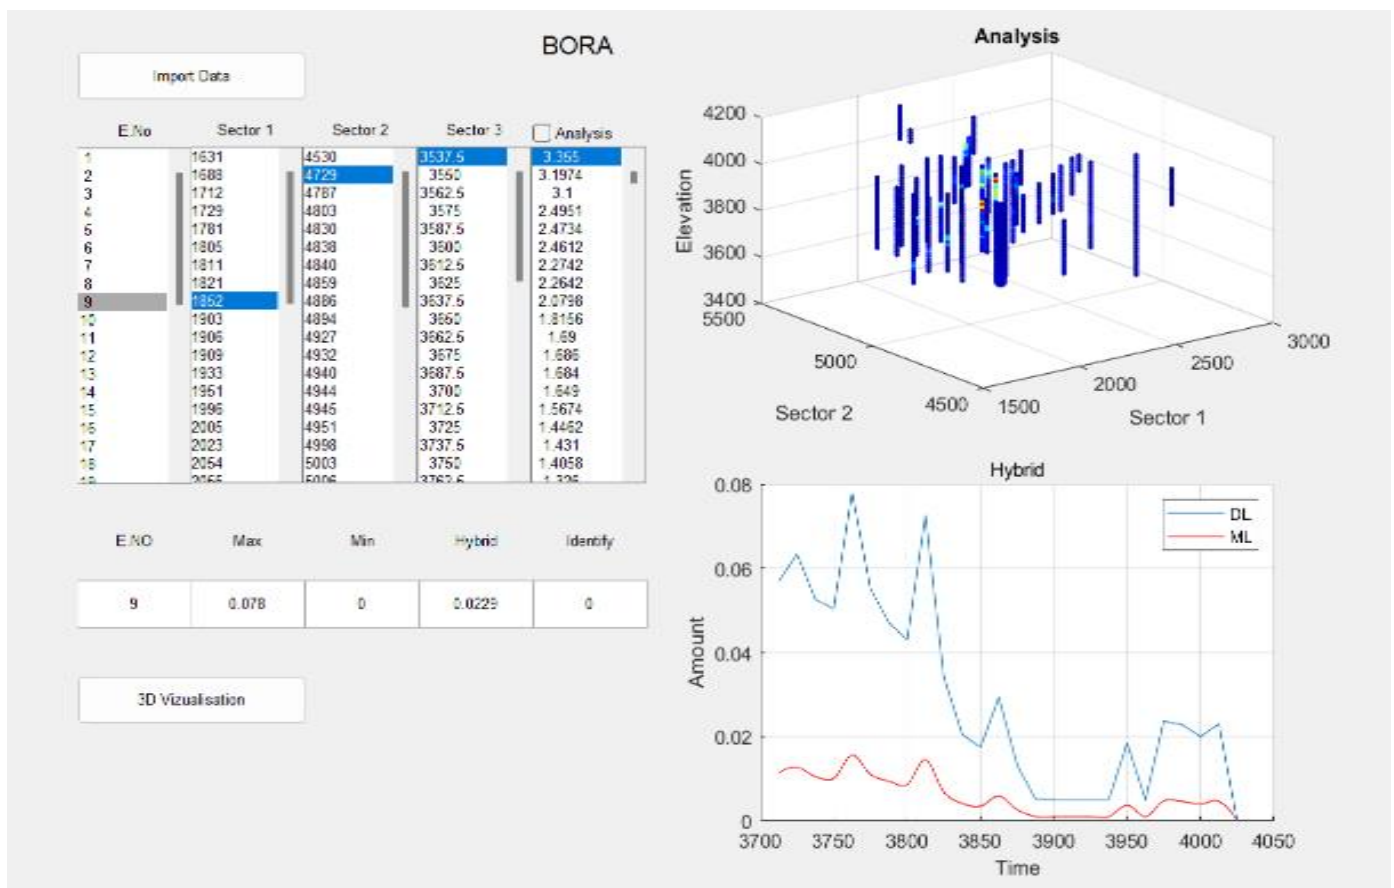 BORA
Import Data
E.No Sector 1 Sector 2 Sector 3 Analysis
1 1631 4530 3537.5 3.355
2 1688 4729 3550 3.1974
3 1712 4787 3562.5 3.1
4 1729 4803 3575 2.4951
5 1781 4830 3587.5 2.4734
6 1805 4838 3600 2.4612
7 1811 4840 3612.5 2.2742
8 1821 4859 3625 2.2642
9 1852 4886 3637.5 2.0798
10 1903 4894 3650 1.8156
11 1906 4927 3662.5 1.69
12 1909 4932 3675 1.686
13 1933 4940 3687.5 1.684
14 1951 4944 3700 1.649
15 1996 4945 3712.5 1.5674
16 2005 4951 3725 1.4462
17 2023 4998 3737.5 1.431
18 2054 5003 3750 1.4058
E.NO Max Min Hybrid Identify
9 0.078 0 0.0229 0
3D Vizualisation
Analysis
4200
4000
3800
3600
3400
Elevation
5500
5000
4500
Sector 2
1500
2000
2500
3000
Sector 1
Hybrid
0.08
0.06
0.04
0.02
0
Amount
DL
ML
3700 3750 3800 3850 3900 3950 4000 4050
Time